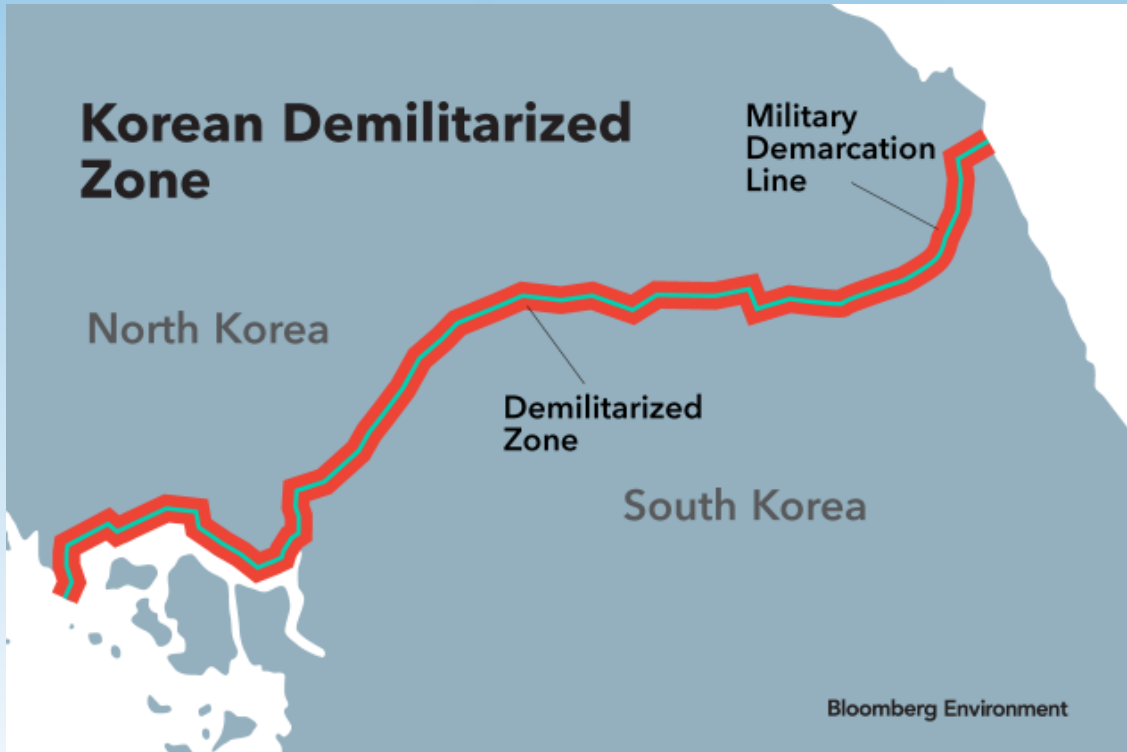 Korean Demilitarized
Zone
Military
Demarcation
Line
North Korea
Demilitarized
Zone
South Korea
Bloomberg Environment